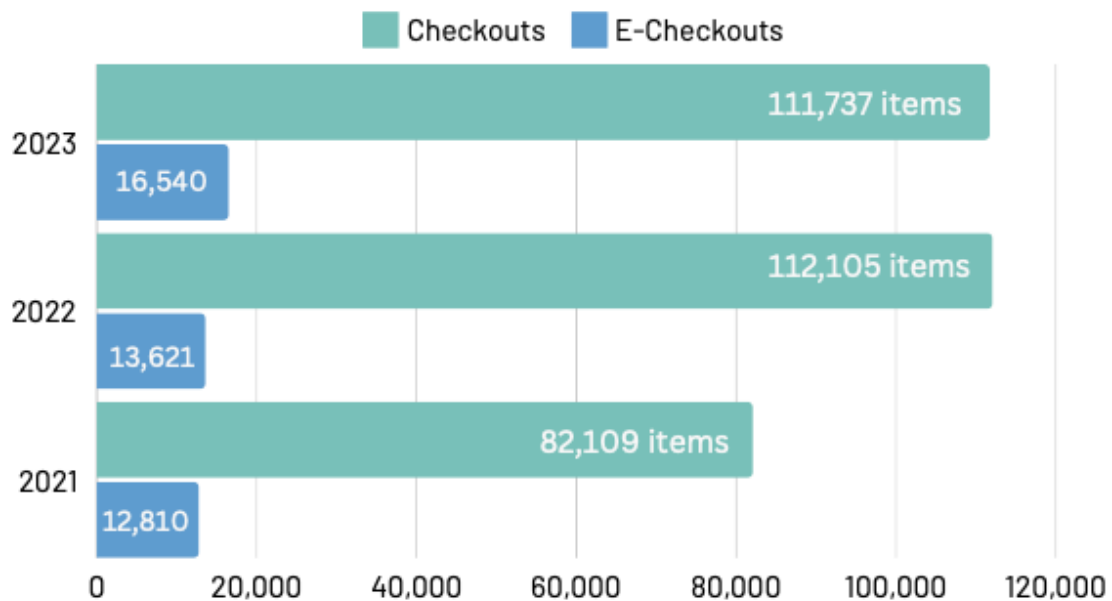 Checkouts E-Checkouts
111,737 items
2023
16,540
112,105 items
2022
13,621
82,109 items
2021
12,810
0 20,000 40,000 60,000 80,000 100,000 120,000